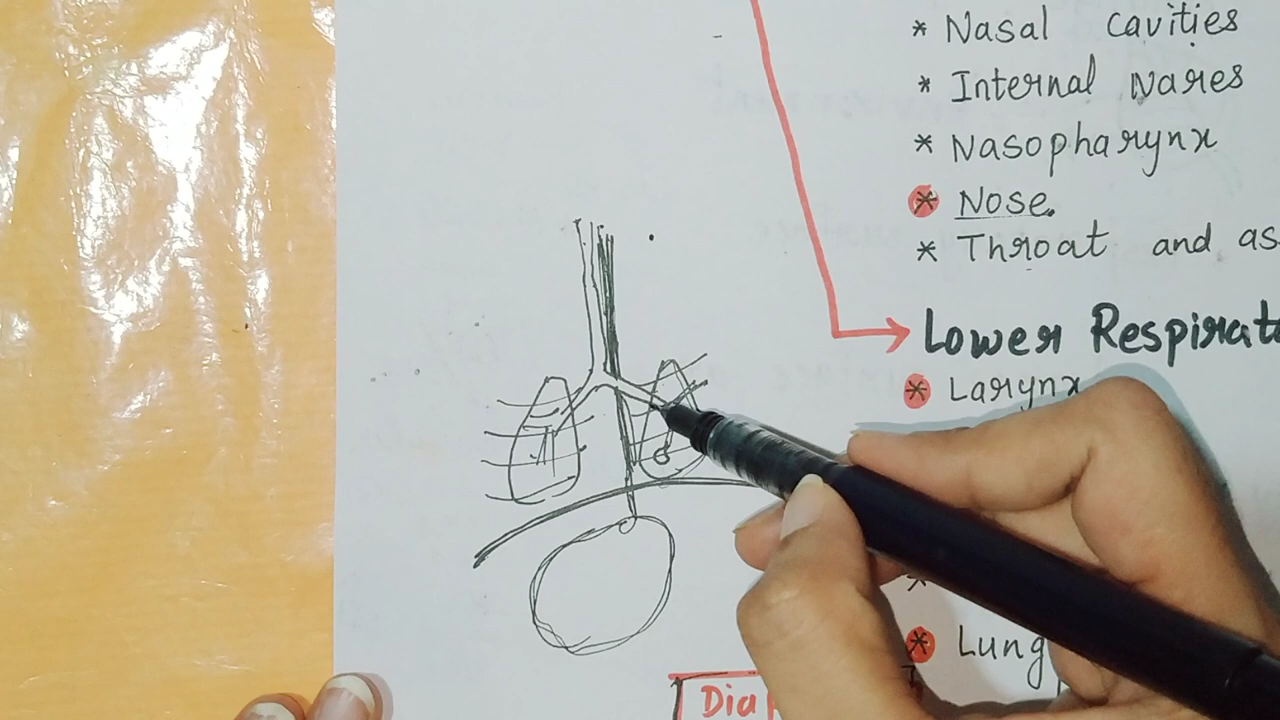 * Nasal cavities
* Internal Nares
* Nasopharynx
* Nose.
* Throat and as
Lower Respirat
* Larynx
*
* Lung
Dia